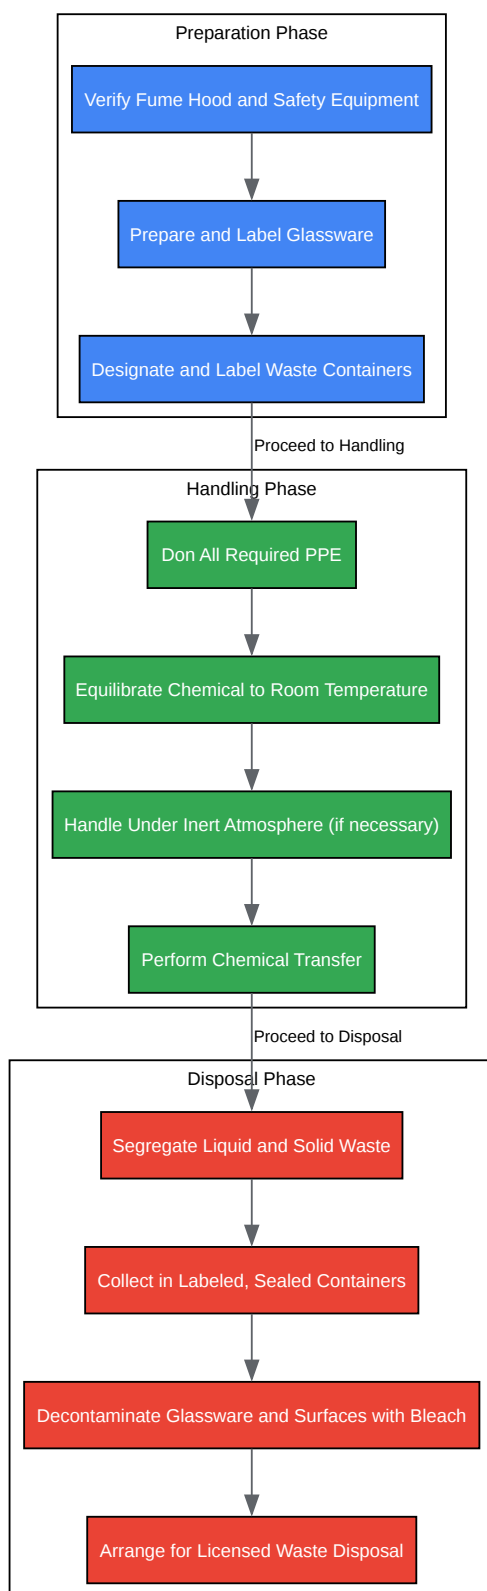 Preparation Phase
Verify Fume Hood and Safety Equipment
Prepare and Label Glassware
Designate and Label Waste Containers
Proceed to Handling
Handling Phase
Don All Required PPE
Equilibrate Chemical to Room Temperature
Handle Under Inert Atmosphere (if necessary)
Perform Chemical Transfer
Proceed to Disposal
Disposal Phase
Segregate Liquid and Solid Waste
Collect in Labeled, Sealed Containers
Decontaminate Glassware and Surfaces with Bleach
Arrange for Licensed Waste Disposal